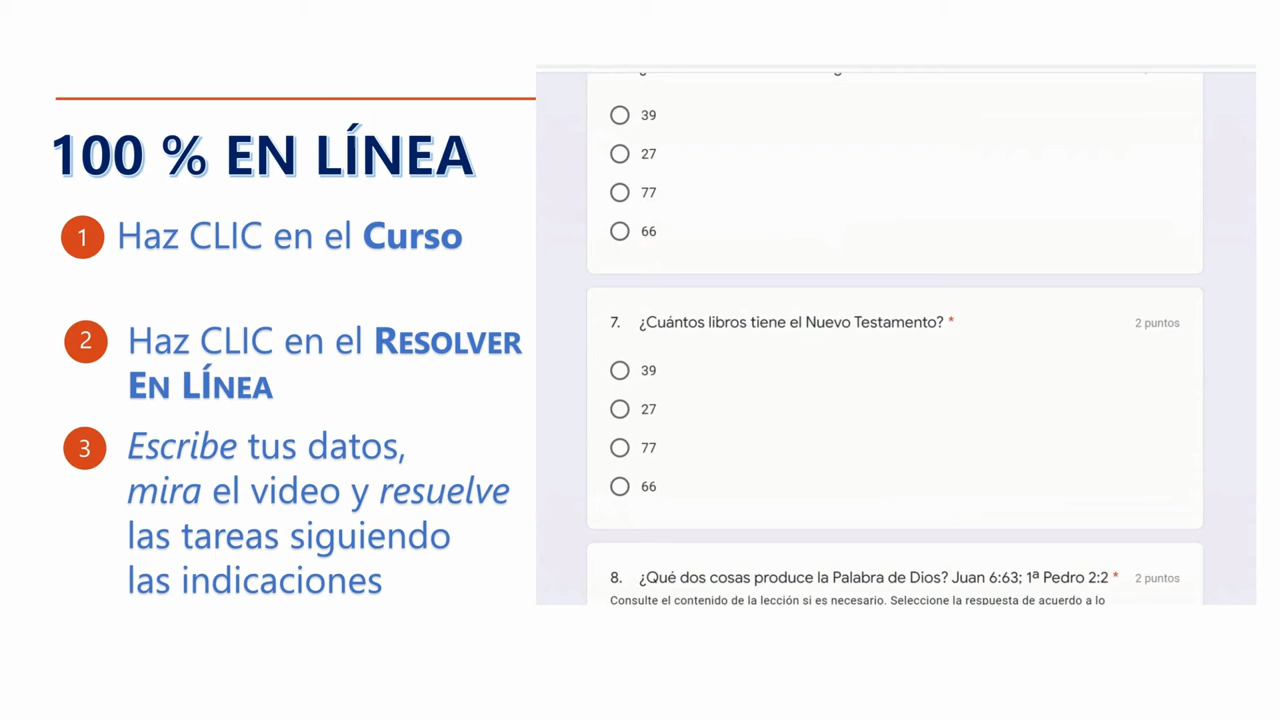 100 % EN LÍNEA
1 Haz CLIC en el Curso
2 Haz CLIC en el RESOLVER
EN LÍNEA
3 Escribe tus datos,
mira el video y resuelve
las tareas siguiendo
las indicaciones
39
27
77
66
7. ¿Cuántos libros tiene el Nuevo Testamento? * 2 puntos
39
27
77
66
8. ¿Qué dos cosas produce la Palabra de Dios? Juan 6:63; 1ª Pedro 2:2 * 2 puntos
Consulte el contenido de la lección si es necesario. Seleccione la respuesta de acuerdo a lo